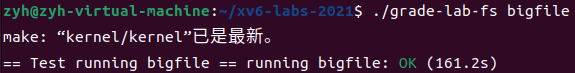 zyh@zyh-virtual-machine:~/xv6-labs-2021$ ./grade-lab-fs bigfile
make: “kernel/kernel”已是最新。
== Test running bigfile == running bigfile: OK (161.2s)